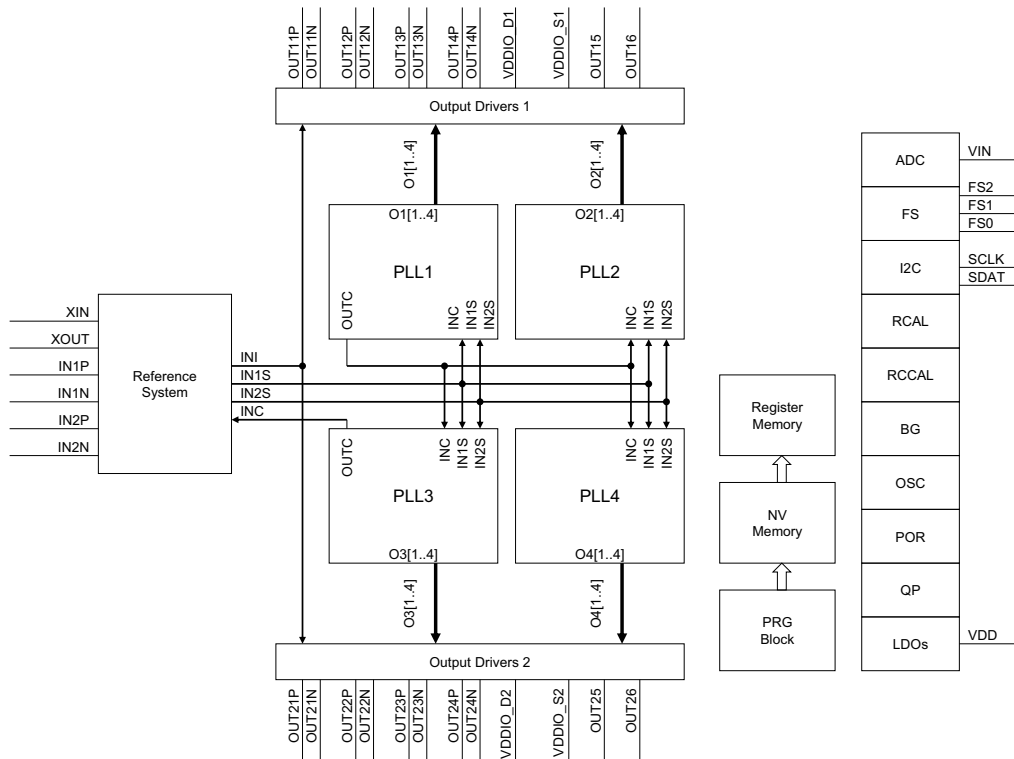 OUT11P
OUT11N
OUT12P
OUT12N
OUT13P
OUT13N
OUT14P
OUT14N
VDDIO_D1
VDDIO_S1
OUT15
OUT16
Output Drivers 1
O1[1..4]
O2[1..4]
O1[1..4]
PLL1
OUTC
INC
IN1S
IN2S
O2[1..4]
PLL2
INC
IN1S
IN2S
XIN
XOUT
IN1P
IN1N
IN2P
IN2N
Reference
System
INI
IN1S
IN2S
INC
OUTC
INC
IN1S
IN2S
PLL3
O3[1..4]
INC
IN1S
IN2S
PLL4
O4[1..4]
O3[1..4]
O4[1..4]
Output Drivers 2
OUT21P
OUT21N
OUT22P
OUT22N
OUT23P
OUT23N
OUT24P
OUT24N
VDDIO_D2
VDDIO_S2
OUT25
OUT26
Register
Memory
NV
Memory
PRG
Block
ADC
VIN
FS
FS2
FS1
FS0
I2C
SCLK
SDAT
RCAL
RCCAL
BG
OSC
POR
QP
LDOs
VDD